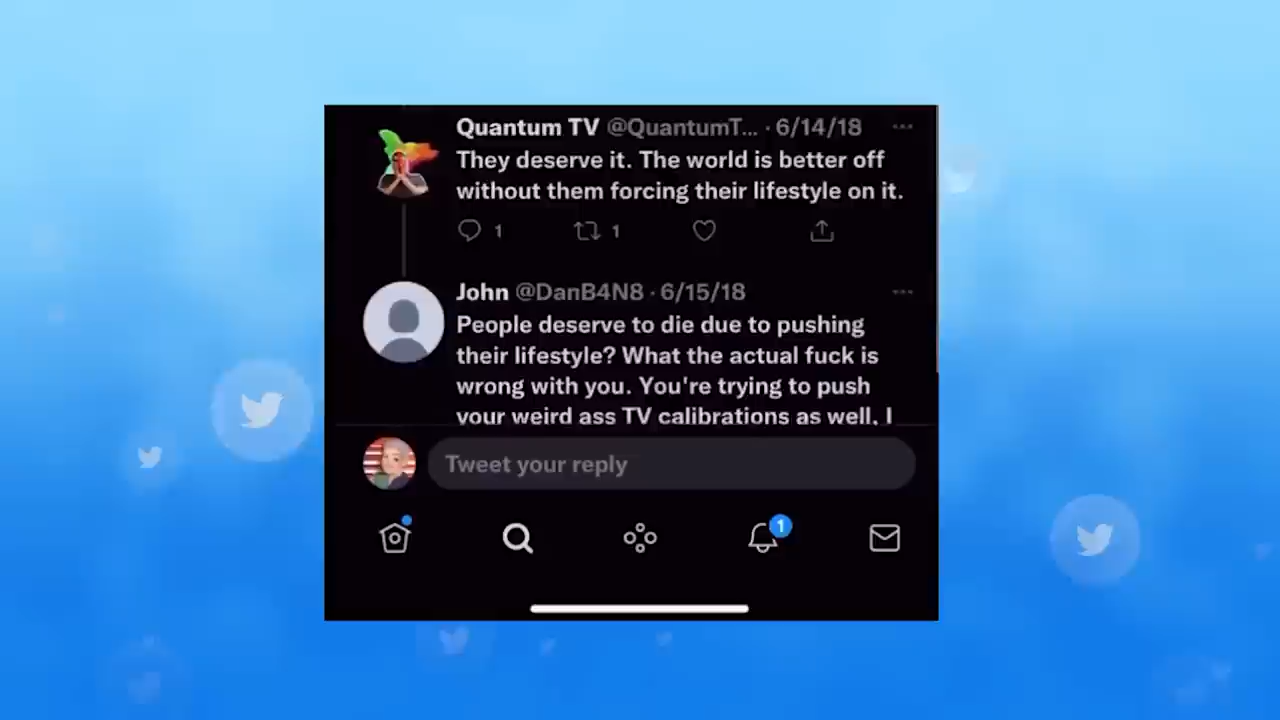 Quantum TV @QuantumT... · 6/14/18
They deserve it. The world is better off
without them forcing their lifestyle on it.
1 1
John @DanB4N8 · 6/15/18
People deserve to die due to pushing
their lifestyle? What the actual fuck is
wrong with you. You're trying to push
your weird ass TV calibrations as well, I
Tweet your reply
1